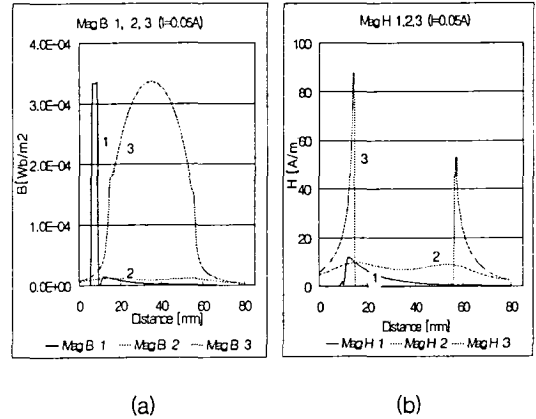 Mag B 1, 2, 3 (I=0.05A)
4.0E-04
3.0E-04
2.0E-04
1.0E-04
0.0E+00
B [Wb/m2]
1
3
2
0 20 40 60 80
Distance [mm]
Mag B 1 Mag B 2 Mag B 3
(a)
Mag H 1,2,3 (I=0.05A)
100
80
60
40
20
0
H [A/m]
3
2
1
0 20 40 60 80
Distance [mm]
Mag H 1 Mag H 2 Mag H 3
(b)